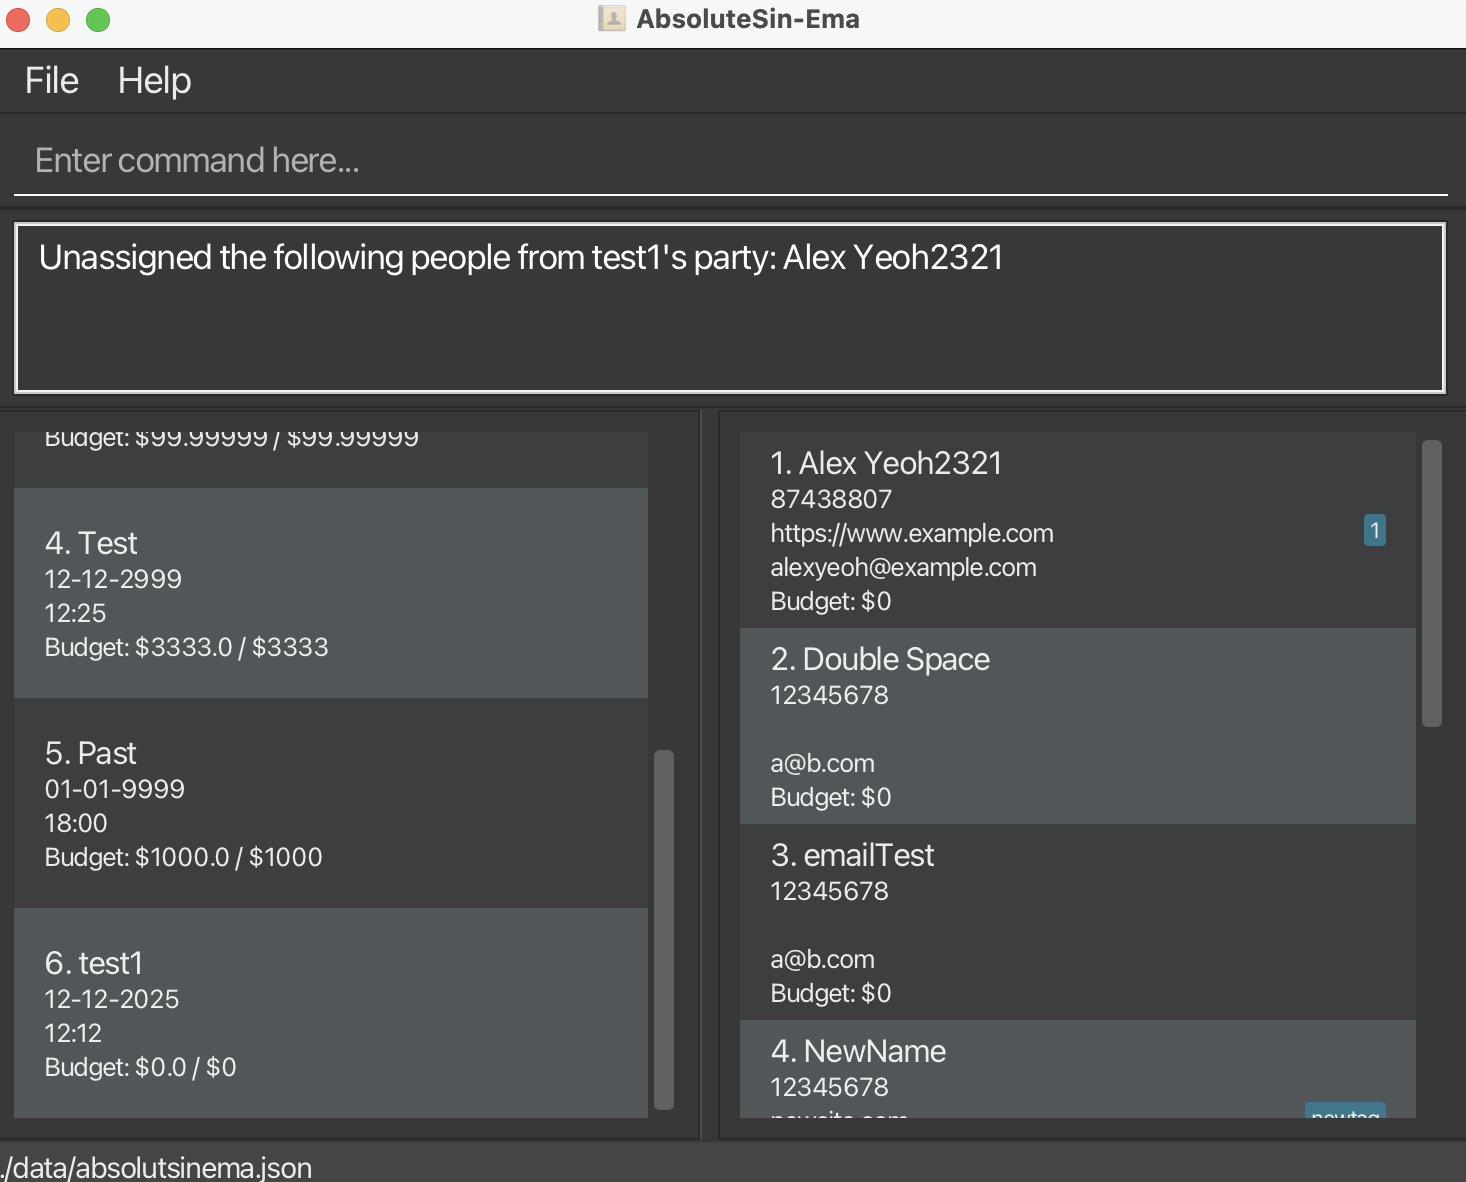 AbsoluteSin-Ema
File Help
Enter command here...
Unassigned the following people from test1's party: Alex Yeoh2321
Budget: $99.99999 / $99.99999
4. Test
12-12-2999
12:25
Budget: $3333.0 / $3333
5. Past
01-01-9999
18:00
Budget: $1000.0 / $1000
6. test1
12-12-2025
12:12
Budget: $0.0 / $0
1. Alex Yeoh2321
87438807
https://www.example.com
1
alexyeoh@example.com
Budget: $0
2. Double Space
12345678
a@b.com
Budget: $0
3. emailTest
12345678
a@b.com
Budget: $0
4. NewName
12345678
newsite.com
newtag
./data/absolutsinema.json